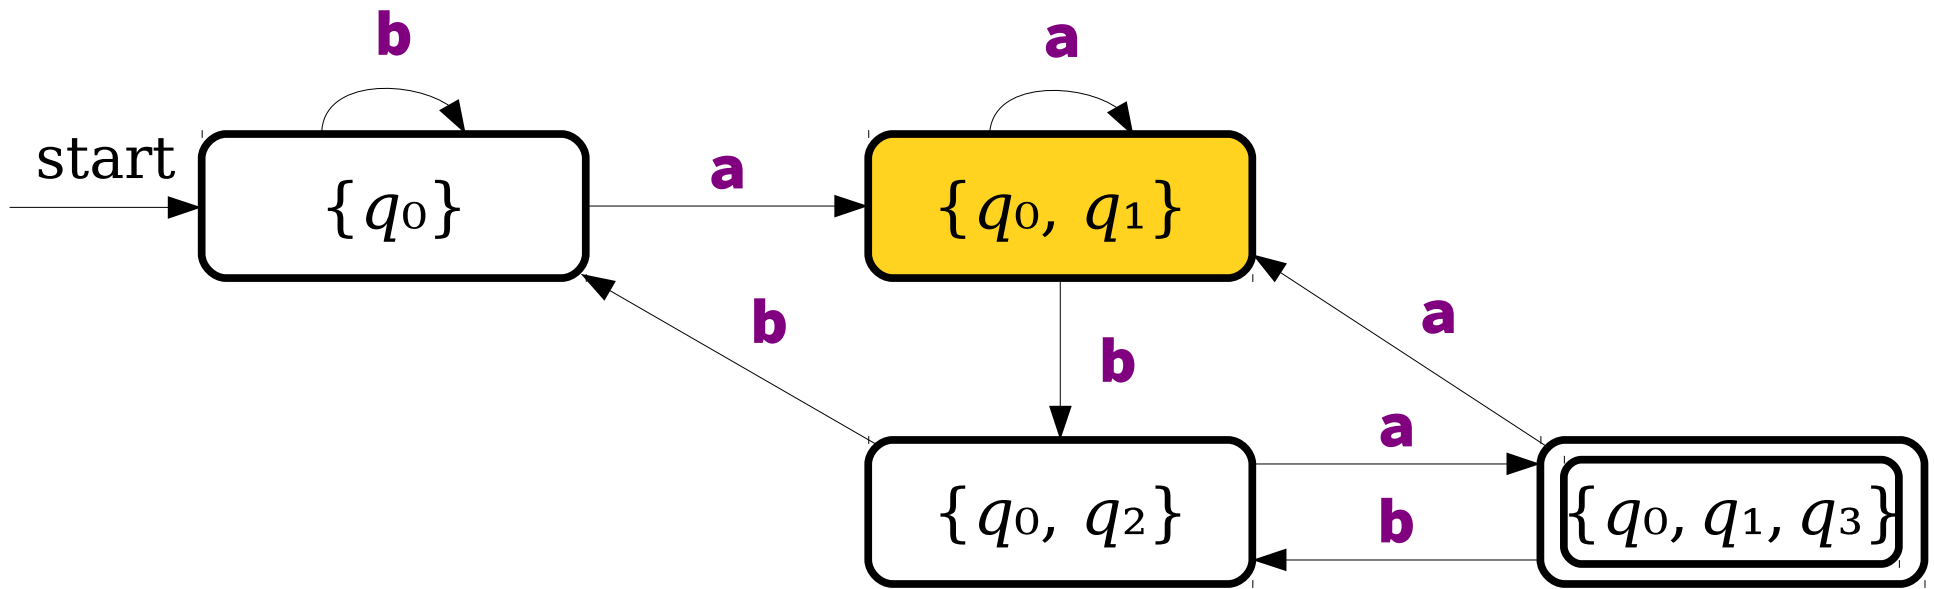 b
a
start
a
{q₀}
{q₀, q₁}
b
a
b
a
{q₀, q₂}
{q₀, q₁, q₃}
b